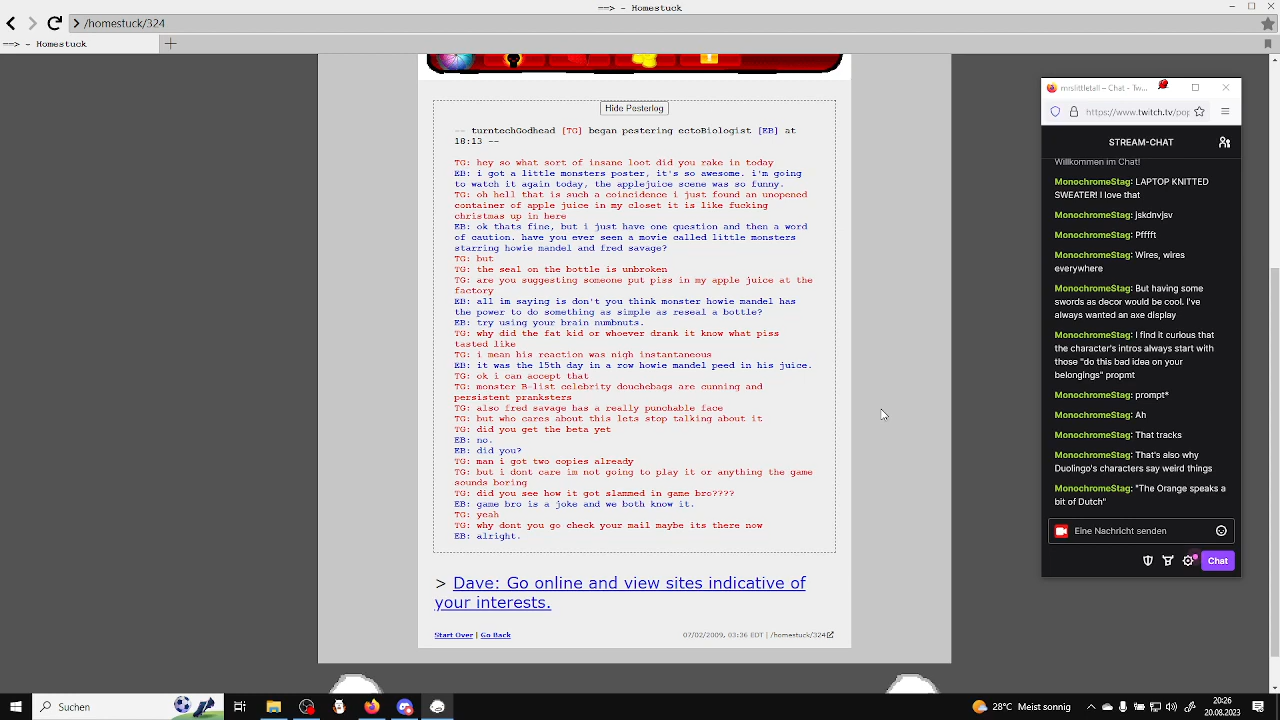 ==> - Homestuck
/homestuck/324
==> - Homestuck
Hide Pesterlog
-- turntechGodhead [TG] began pestering ectoBiologist [EB] at
18:13 --
TG: hey so what sort of insane loot did you rake in today
EB: i got a little monsters poster, it's so awesome. i'm going
to watch it again today, the applejuice scene was so funny.
TG: oh hell that is such a coincidence i just found an unopened
container of apple juice in my closet it is like fucking
christmas up in here
EB: ok thats fine, but i just have one question and then a word
of caution. have you ever seen a movie called little monsters
starring howie mandel and fred savage?
TG: but
TG: the seal on the bottle is unbroken
TG: are you suggesting someone put piss in my apple juice at the
factory
EB: all im saying is don't you think monster howie mandel has
the power to do something as simple as reseal a bottle?
EB: try using your brain numbnuts.
TG: why did the fat kid or whoever drank it know what piss
tasted like
TG: i mean his reaction was nigh instantaneous
EB: it was the 15th day in a row howie mandel peed in his juice.
TG: ok i can accept that
TG: monster B-list celebrity douchebags are cunning and
persistent pranksters
TG: also fred savage has a really punchable face
TG: but who cares about this lets stop talking about it
TG: did you get the beta yet
EB: no.
EB: did you?
TG: man i got two copies already
TG: but i dont care im not going to play it or anything the game
sounds boring
TG: did you see how it got slammed in game bro????
EB: game bro is a joke and we both know it.
TG: yeah
TG: why dont you go check your mail maybe its there now
EB: alright.
> Dave: Go online and view sites indicative of
your interests.
Start Over | Go Back
07/02/2009, 03:36 EDT | /homestuck/324
mrslittletall – Chat - Tw...
https://www.twitch.tv/pop
STREAM-CHAT
Willkommen im Chat!
MonochromeStag: LAPTOP KNITTED
SWEATER! I love that
MonochromeStag: jskdnvjsv
MonochromeStag: Pffft
MonochromeStag: Wires, wires
everywhere
MonochromeStag: But having some
swords as decor would be cool. I've
always wanted an axe display
MonochromeStag: I find it curious that
the character's intros always start with
those "do this bad idea on your
belongings" propmt
MonochromeStag: prompt*
MonochromeStag: Ah
MonochromeStag: That tracks
MonochromeStag: That's also why
Duolingo's characters say weird things
MonochromeStag: "The Orange speaks a
bit of Dutch"
Eine Nachricht senden
Chat
Suchen
28°C Meist sonnig
20:26
20.08.2023